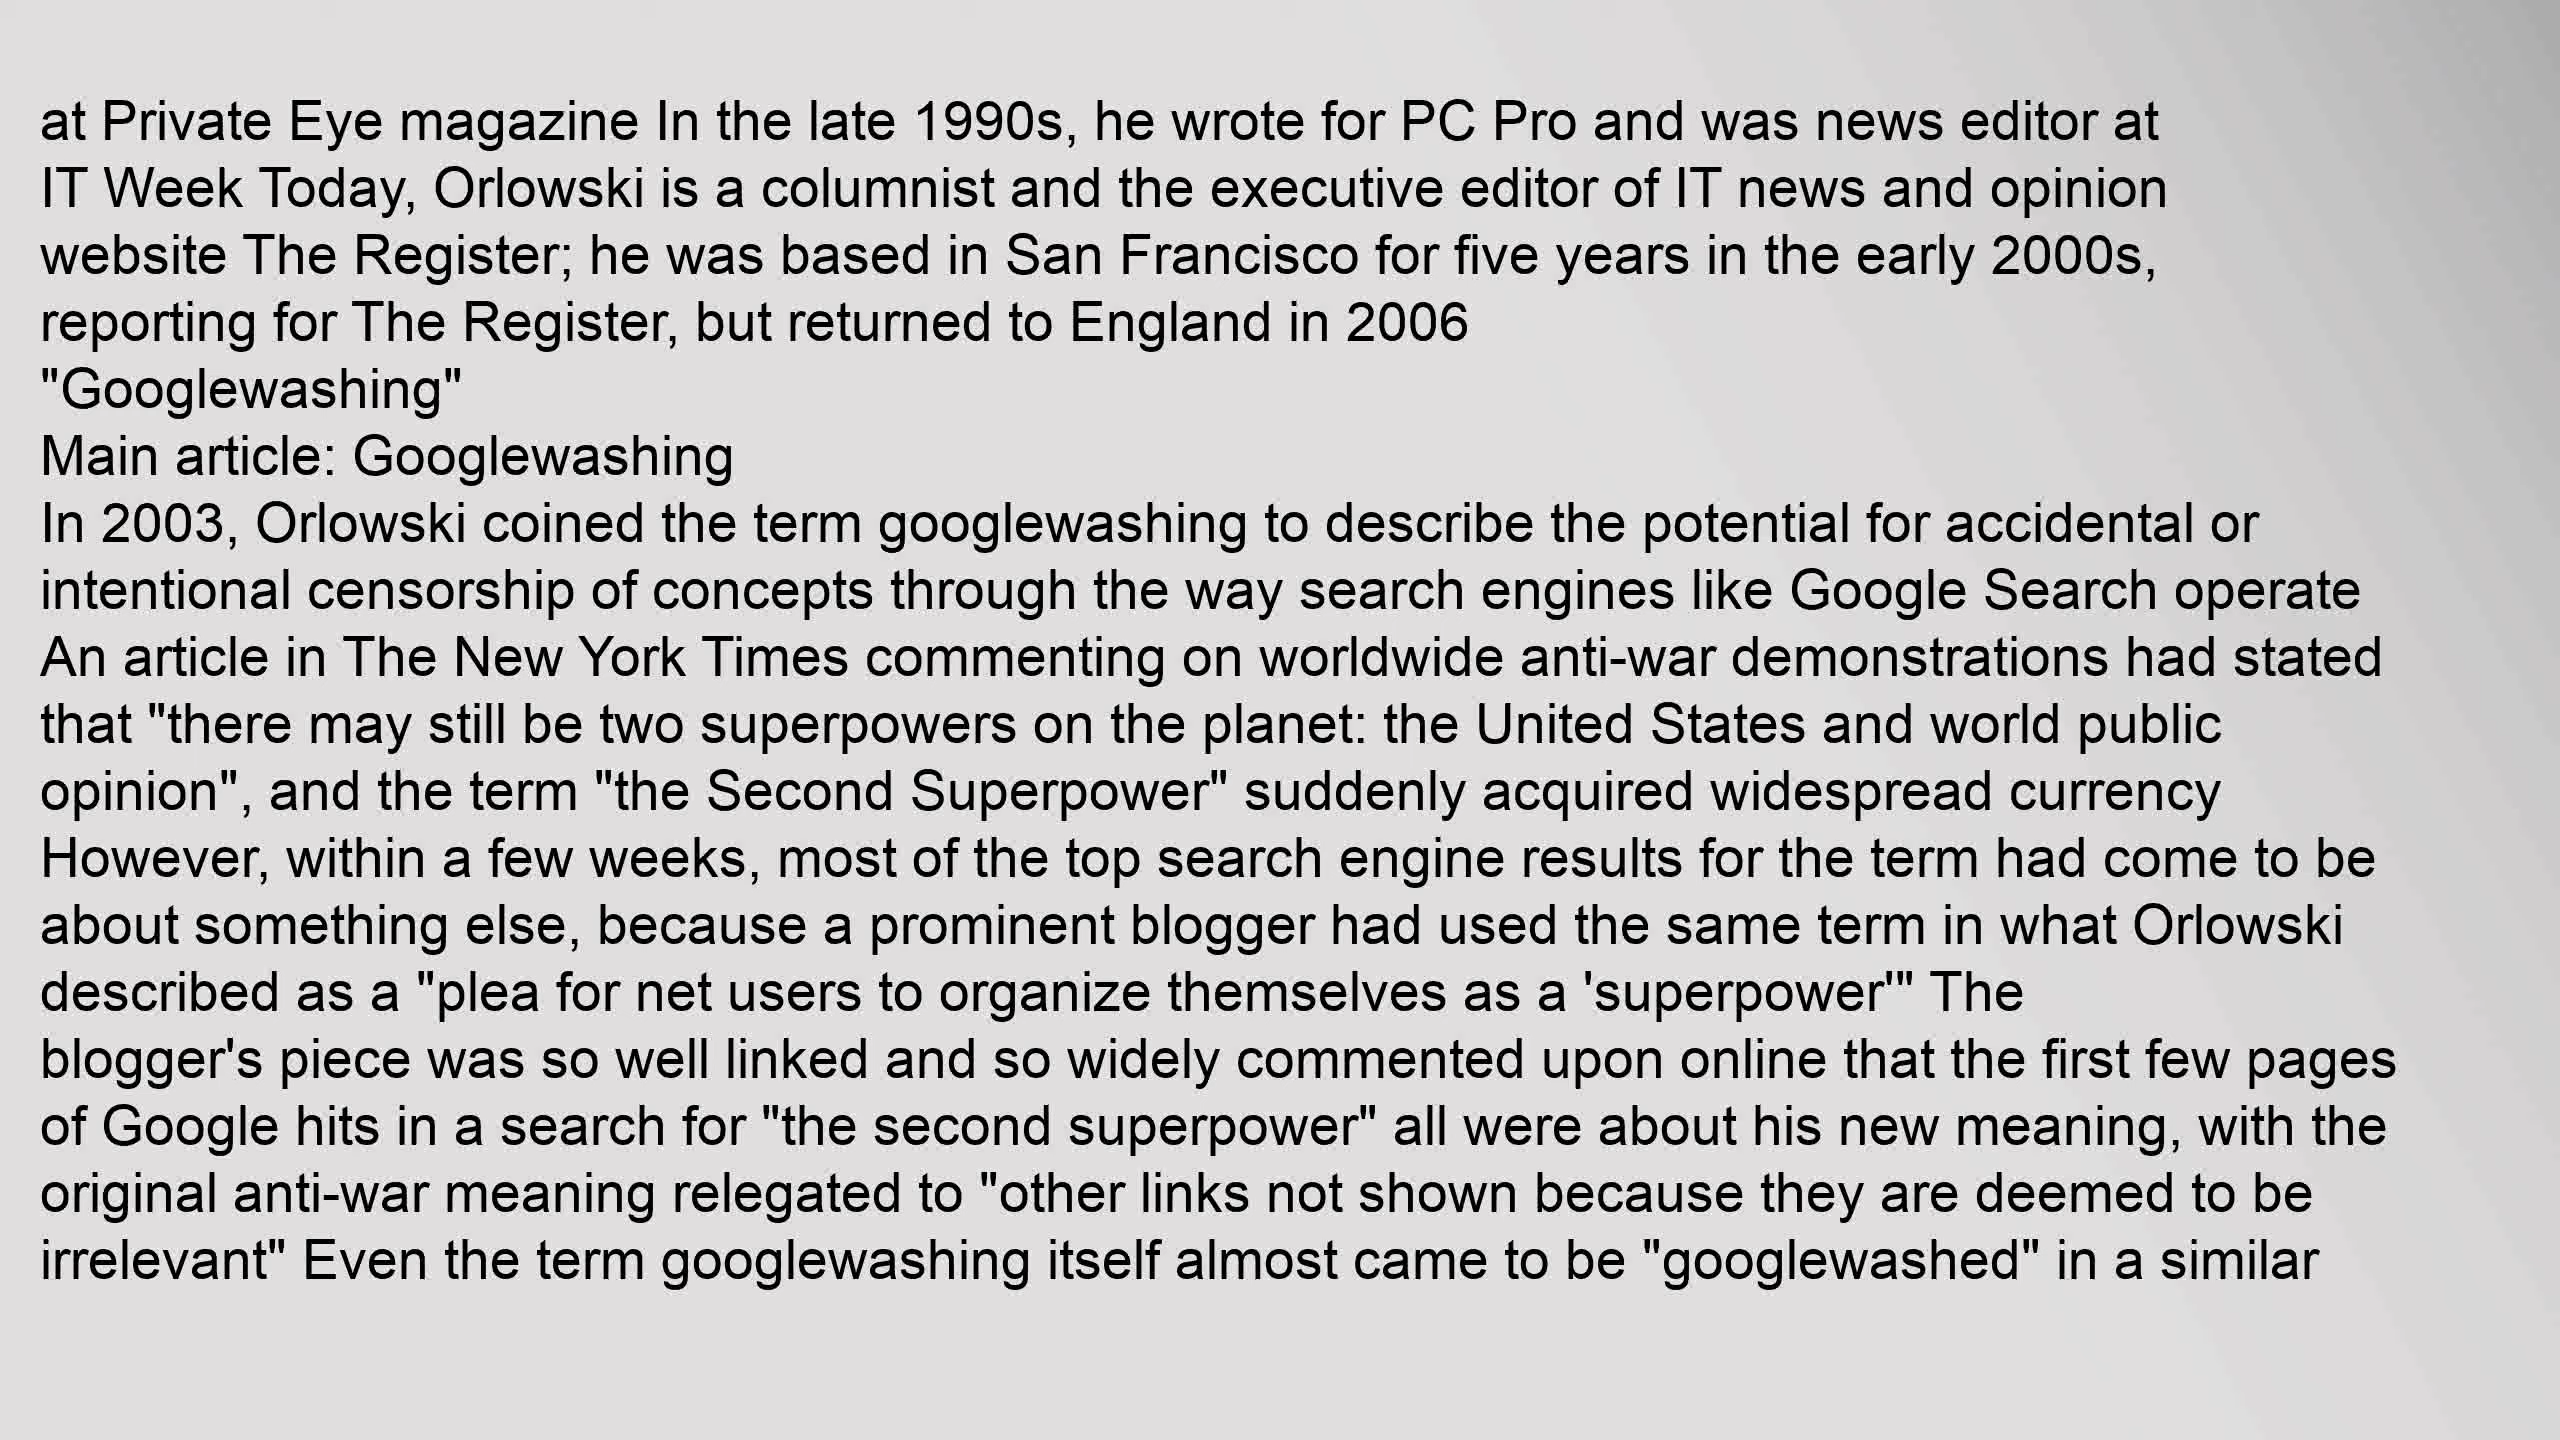 at Private Eye magazine In the late 1990s, he wrote for PC Pro and was news editor at
IT Week Today, Orlowski is a columnist and the executive editor of IT news and opinion
website The Register; he was based in San Francisco for five years in the early 2000s,
reporting for The Register, but returned to England in 2006
"Googlewashing"
Main article: Googlewashing
In 2003, Orlowski coined the term googlewashing to describe the potential for accidental or
intentional censorship of concepts through the way search engines like Google Search operate
An article in The New York Times commenting on worldwide anti-war demonstrations had stated
that "there may still be two superpowers on the planet: the United States and world public
opinion", and the term "the Second Superpower" suddenly acquired widespread currency
However, within a few weeks, most of the top search engine results for the term had come to be
about something else, because a prominent blogger had used the same term in what Orlowski
described as a "plea for net users to organize themselves as a 'superpower'" The
blogger's piece was so well linked and so widely commented upon online that the first few pages
of Google hits in a search for "the second superpower" all were about his new meaning, with the
original anti-war meaning relegated to "other links not shown because they are deemed to be
irrelevant" Even the term googlewashing itself almost came to be "googlewashed" in a similar